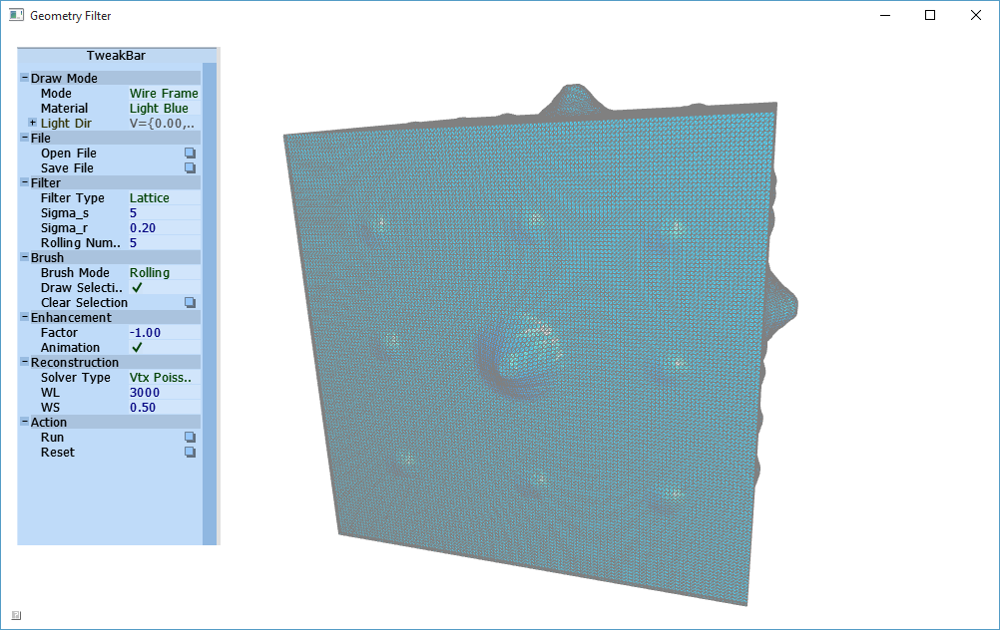 Geometry Filter
TweakBar
Draw Mode
Mode Wire Frame
Material Light Blue
Light Dir V={0.00,..
File
Open File
Save File
Filter
Filter Type Lattice
Sigma_s 5
Sigma_r 0.20
Rolling Num.. 5
Brush
Brush Mode Rolling
Draw Selecti..
Clear Selection
Enhancement
Factor -1.00
Animation
Reconstruction
Solver Type Vtx Poiss..
WL 3000
WS 0.50
Action
Run
Reset